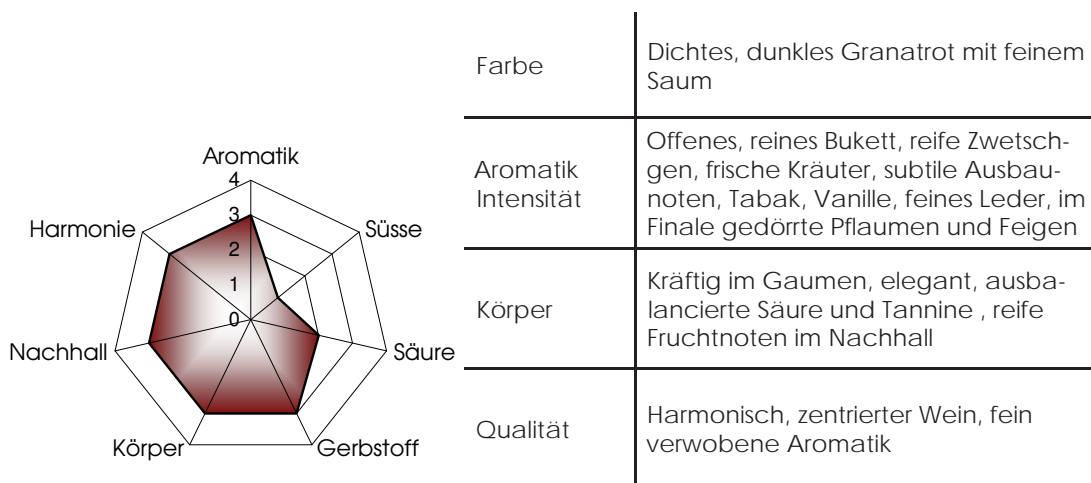 Aromatik
4
3
2
1
0
Süsse
Säure
Gerbstoff
Körper
Nachhall
Harmonie
Farbe
Dichtes, dunkles Granatrot mit feinem
Saum
Aromatik
Intensität
Offenes, reines Bukett, reife Zwetsch-
gen, frische Kräuter, subtile Ausbau-
noten, Tabak, Vanille, feines Leder, im
Finale gedörrte Pflaumen und Feigen
Körper
Kräftig im Gaumen, elegant, ausba-
lancierte Säure und Tannine , reife
Fruchtnoten im Nachhall
Qualität
Harmonisch, zentrierter Wein, fein
verwobene Aromatik